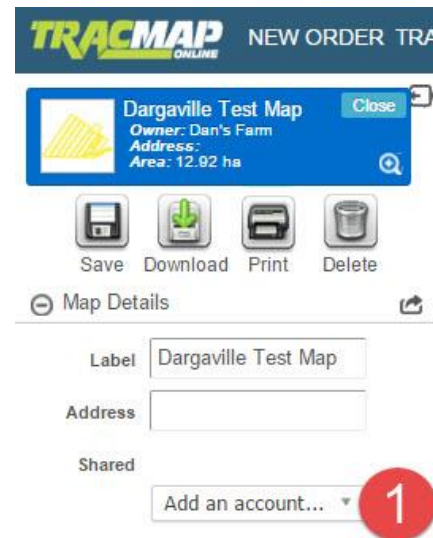 TRACMAP ONLINE NEW ORDER TRA
Dargaville Test Map Close
Owner: Dan's Farm
Address:
Area: 12.92 ha
Save Download Print Delete
Map Details
Label Dargaville Test Map
Address
Shared
Add an account... 1